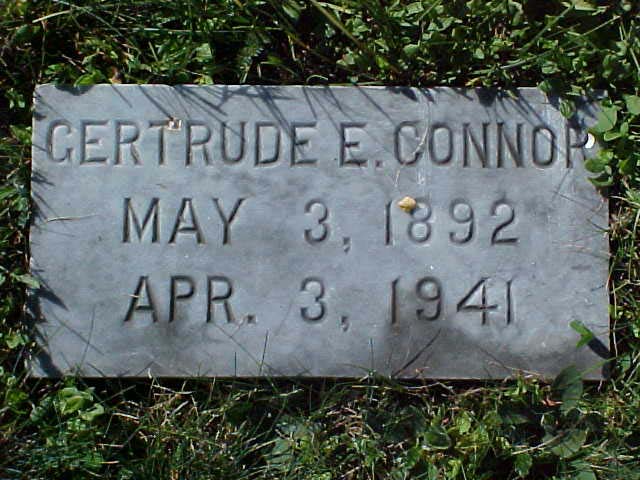 GERTRUDE E. CONNOR
MAY 3, 1892
APR. 3, 1941